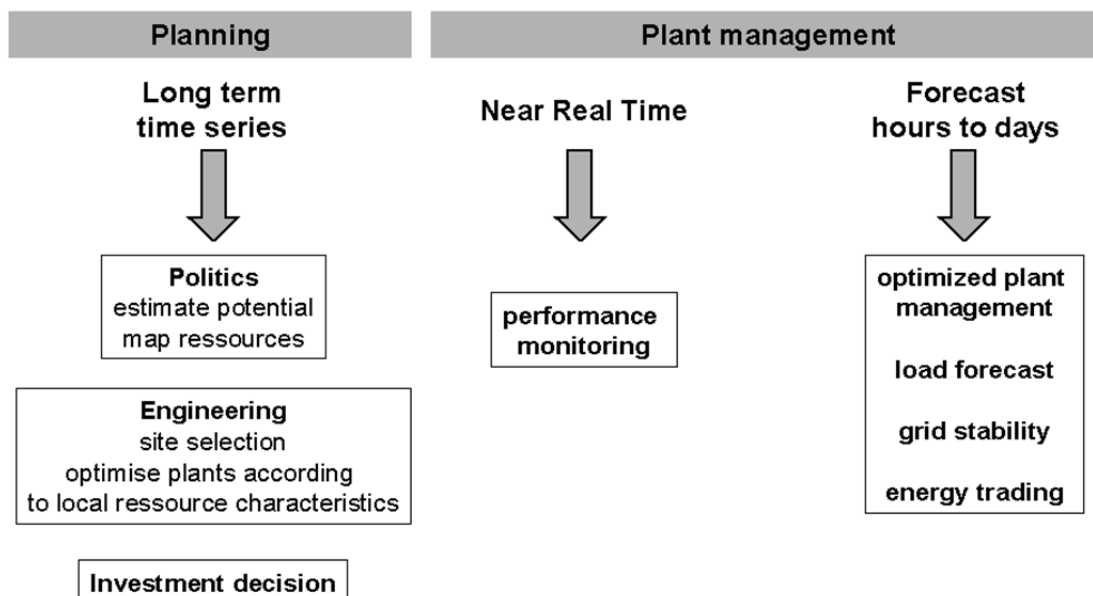 Planning
Plant management
Long term
time series
Near Real Time
Forecast
hours to days
Politics
estimate potential
map ressources
performance
monitoring
optimized plant
management
load forecast
grid stability
energy trading
Engineering
site selection
optimise plants according
to local ressource characteristics
Investment decision